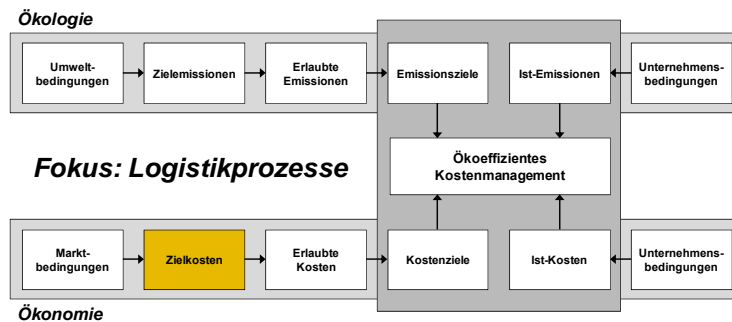 Ökologie
Umwelt-
bedingungen
Zielemissionen
Erlaubte
Emissionen
Emissionsziele
Ist-Emissionen
Unternehmens-
bedingungen
Fokus: Logistikprozesse
Ökoeffizientes
Kostenmanagement
Markt-
bedingungen
Zielkosten
Erlaubte
Kosten
Kostenziele
Ist-Kosten
Unternehmens-
bedingungen
Ökonomie